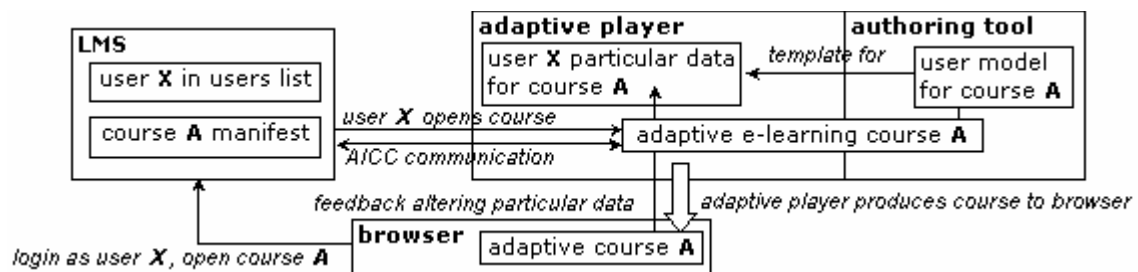 adaptive player
authoring tool
LMS
user X in users list
course A manifest
user X particular data
for course A
template for
user model
for course A
user X opens course
AICC communication
adaptive e-learning course A
feedback altering particular data
adaptive player produces course to browser
browser
adaptive course A
login as user X, open course A